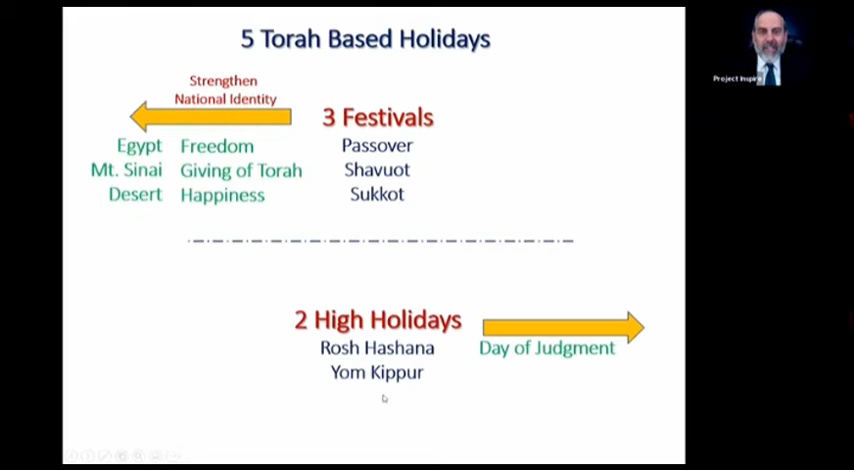 5 Torah Based Holidays
Project Inspire
Strengthen
National Identity
3 Festivals
Egypt Freedom Passover
Mt. Sinai Giving of Torah Shavuot
Desert Happiness Sukkot
2 High Holidays
Rosh Hashana Day of Judgment
Yom Kippur